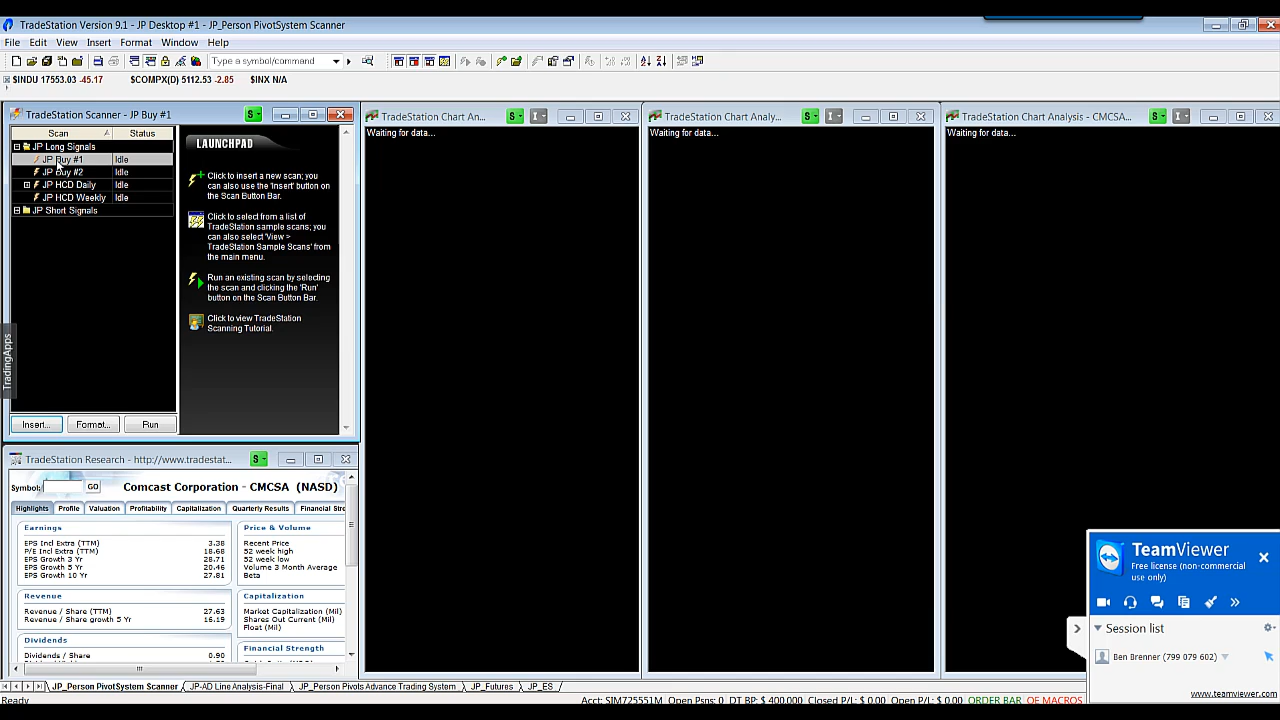 TradeStation Version 9.1 - JP Desktop #1 - JP_Person PivotSystem Scanner
File Edit View Insert Format Window Help
Type a symbol/command
$INDU 17553.03 -45.17 $COMPX(D) 5112.53 -2.85 $INX N/A
TradeStation Scanner - JP Buy #1
S
Scan Status
JP Long Signals
JP Buy #1 Idle
JP Buy #2 Idle
JP HCD Daily Idle
JP HCD Weekly Idle
JP Short Signals
Insert... Format... Run
LAUNCHPAD
Click to insert a new scan; you
can also use the 'Insert' button on
the Scan Button Bar.
Click to select from a list of
TradeStation sample scans; you
can also select 'View >
TradeStation Sample Scans' from
the main menu.
Run an existing scan by selecting
the scan and clicking the 'Run'
button on the Scan Button Bar.
Click to view TradeStation
Scanning Tutorial.
TradingApps
TradeStation Chart An... S I
Waiting for data...
TradeStation Chart Analy... S I
Waiting for data...
TradeStation Chart Analysis - CMCSA... S I
Waiting for data...
TradeStation Research - http://www.tradestat... S
Symbol: GO Comcast Corporation - CMCSA (NASD)
Highlights Profile Valuation Profitability Capitalization Quarterly Results Financial Stre
Earnings
EPS Incl Extra (TTM) 3.38
P/E Incl Extra (TTM) 18.68
EPS Growth 3 Yr 28.71
EPS Growth 5 Yr 20.46
EPS Growth 10 Yr 27.81
Revenue
Revenue / Share (TTM) 27.63
Revenue / Share growth 5 Yr 16.19
Dividends
Dividends / Share 0.90
Price & Volume
Recent Price
52 week high
52 week low
Volume 3 Month Average
Beta
Capitalization
Market Capitalization (Mil)
Shares Out Current (Mil)
Float (Mil)
Financial Strength
TeamViewer
Free license (non-commercial
use only)
Session list
Ben Brenner (799 079 602)
www.teamviewer.com
JP_Person PivotSystem Scanner JP-AD Line Analysis-Final JP_Person Pivots Advance Trading System JP_Futures JP_ES
Ready Acct: SIM725551M Open Psns: 0 DT BP: $ 400,000 Closed P/L: $ 0.00 Open P/L: $ 0.00 ORDER BAR OE MACROS